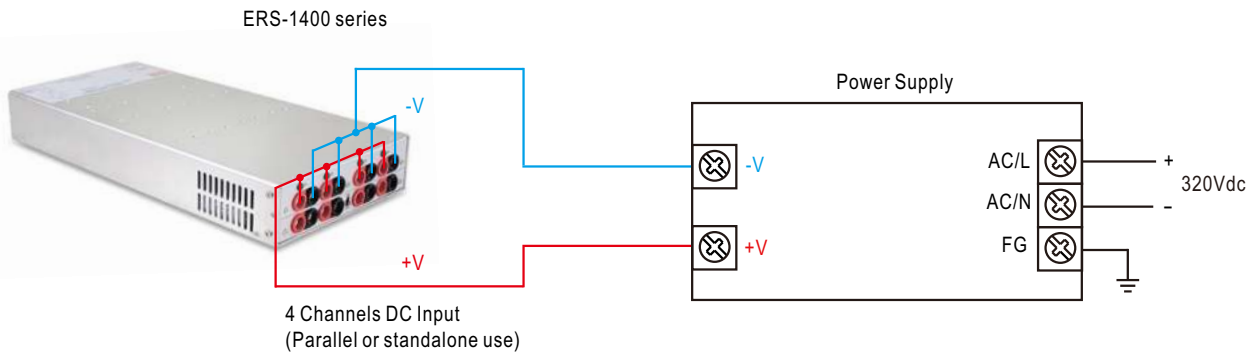 ERS-1400 series
-V
+V
4 Channels DC Input
(Parallel or standalone use)
Power Supply
-V
+V
AC/L
AC/N
FG
+
320Vdc
-